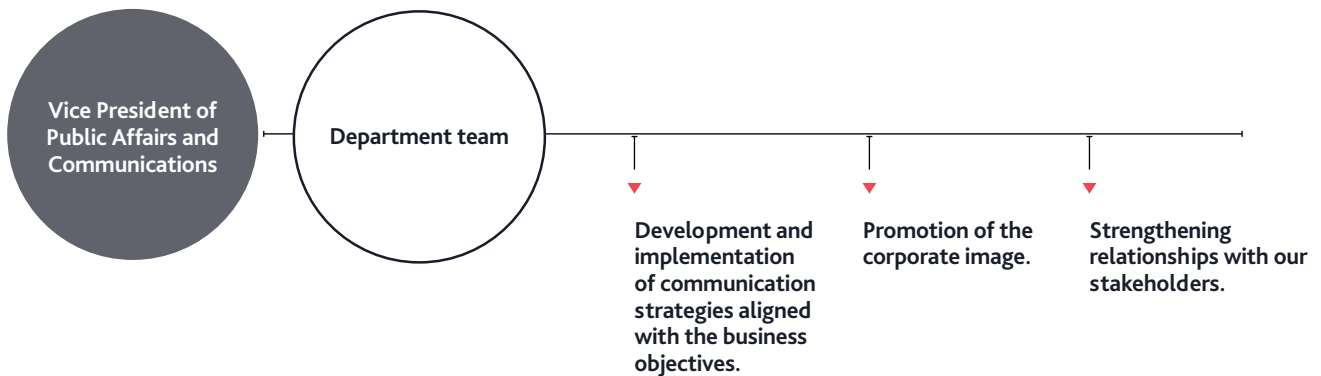 Vice President of
Public Affairs and
Communications
Department team
Development and
implementation
of communication
strategies aligned
with the business
objectives.
Promotion of the
corporate image.
Strengthening
relationships with our
stakeholders.